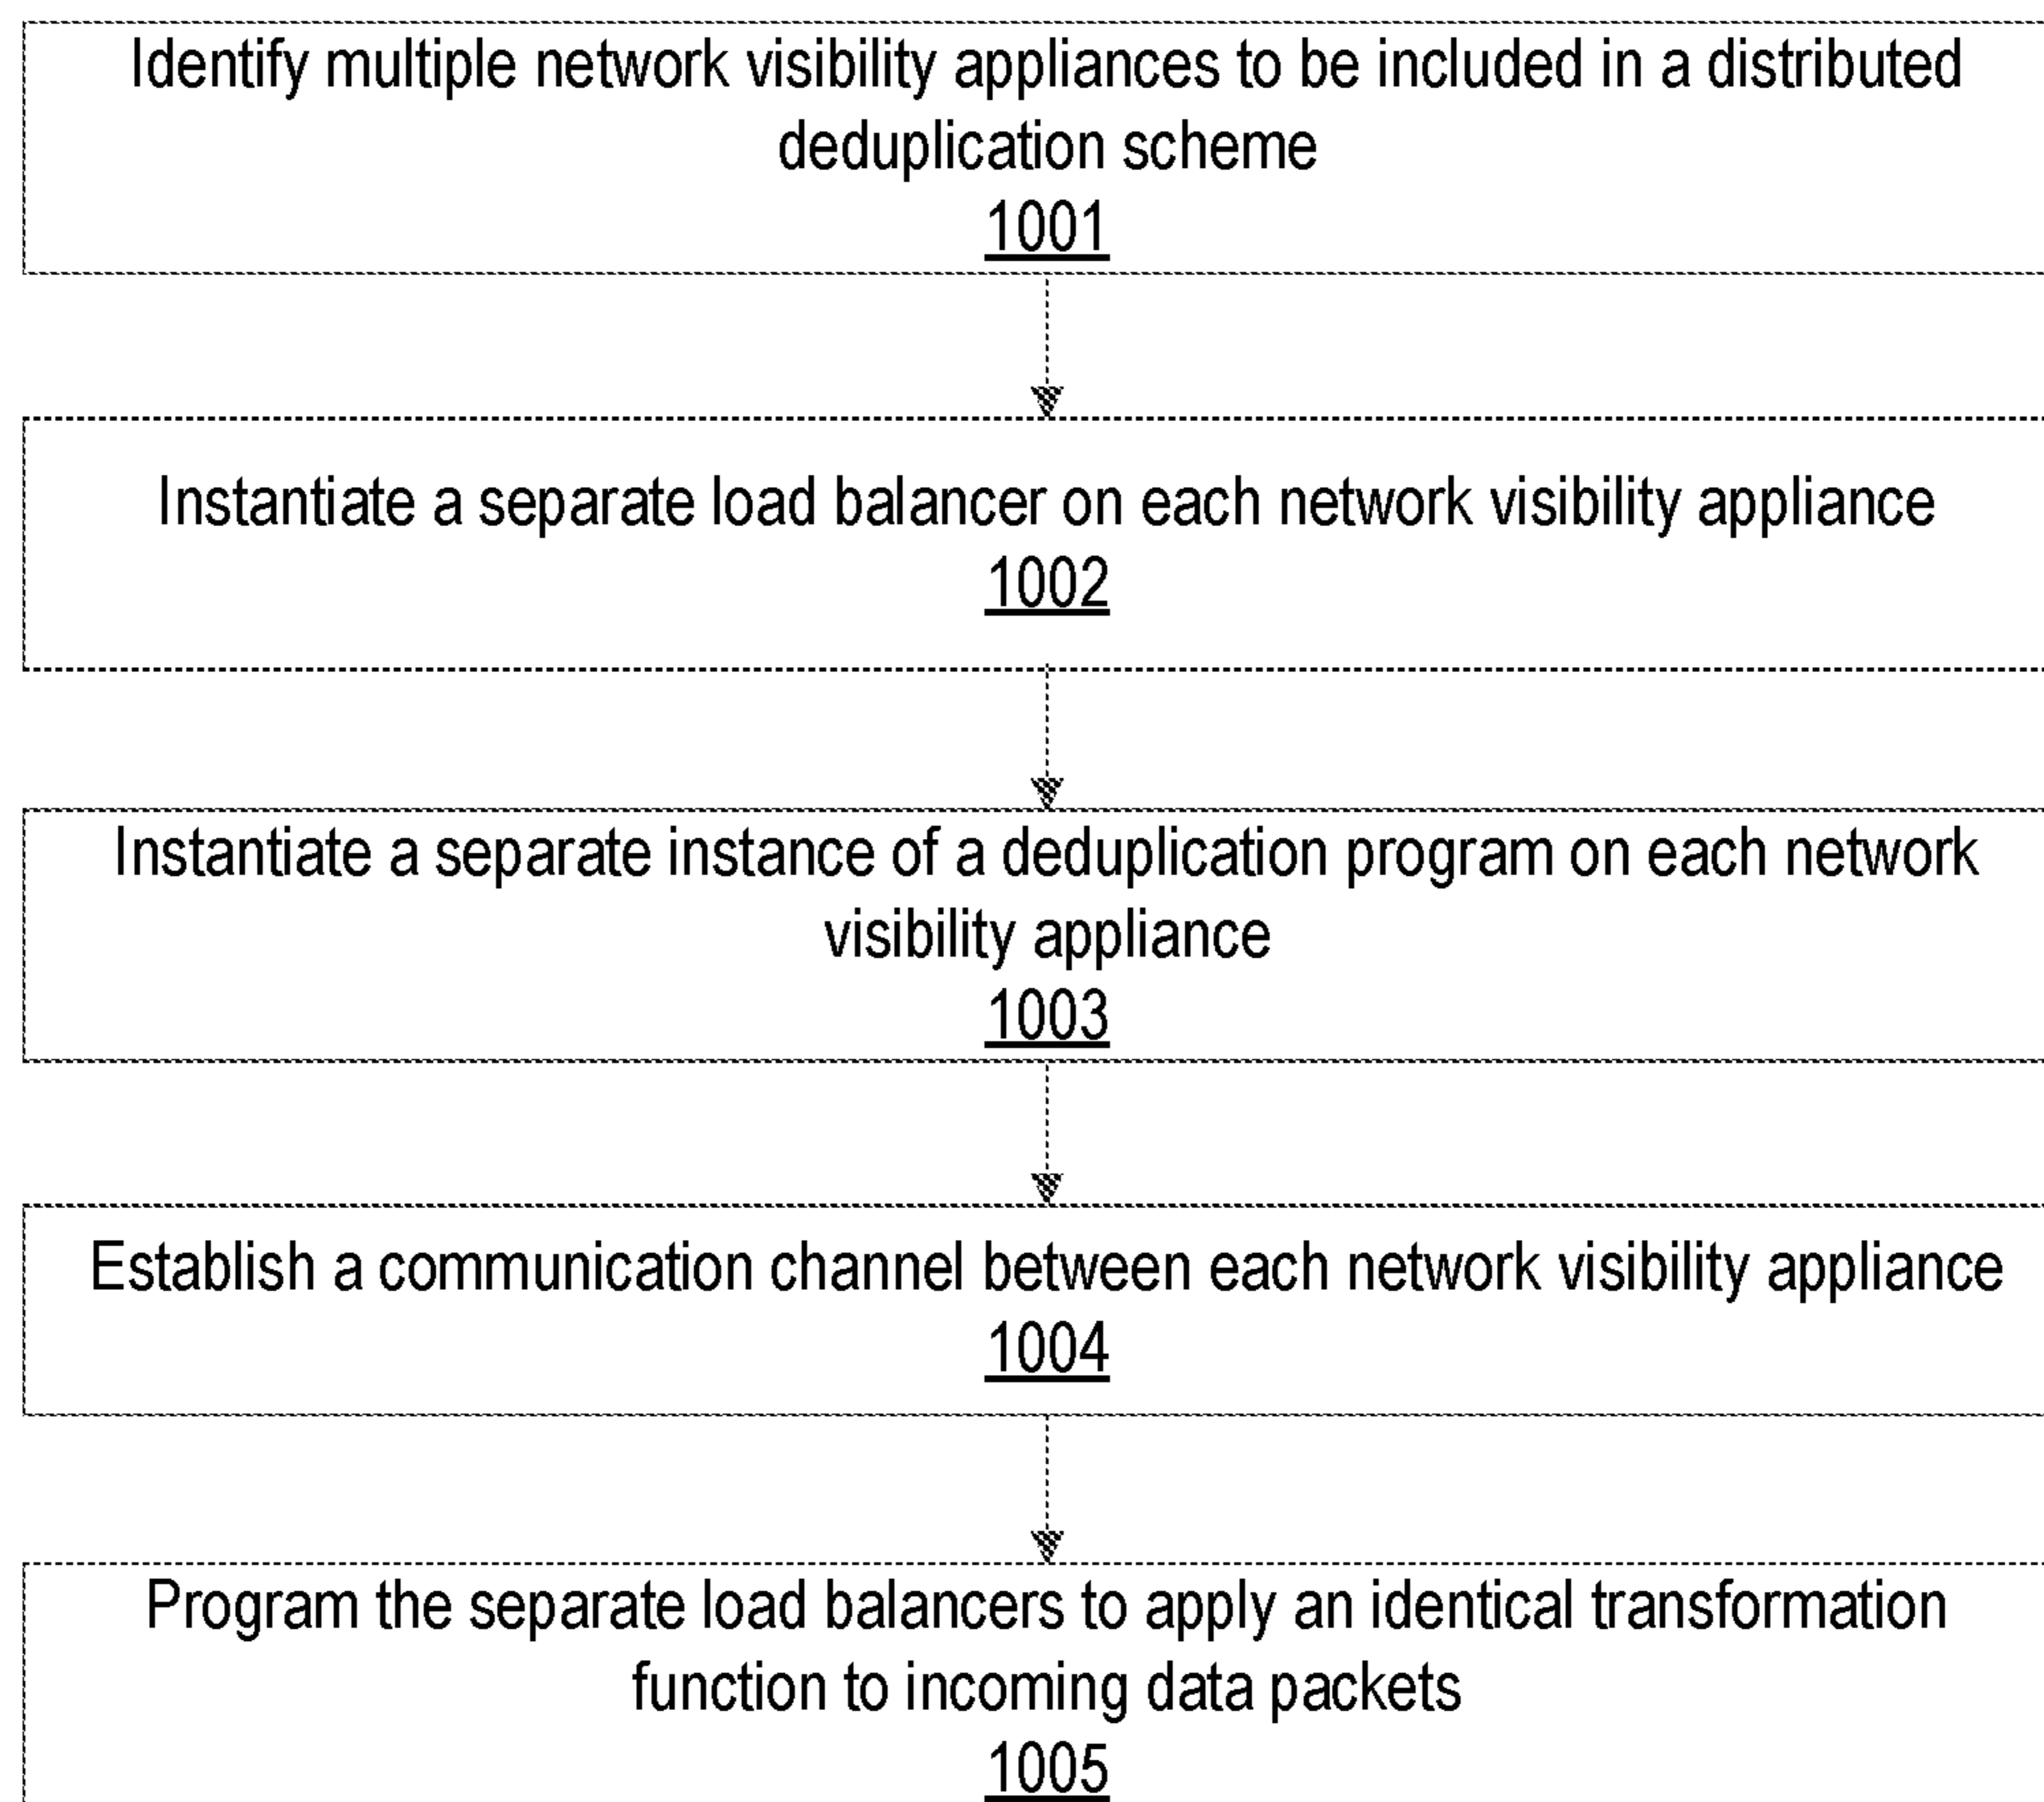 Identify multiple network visibility appliances to be included in a distributed
deduplication scheme
1001
Instantiate a separate load balancer on each network visibility appliance
1002
Instantiate a separate instance of a deduplication program on each network
visibility appliance
1003
Establish a communication channel between each network visibility appliance
1004
Program the separate load balancers to apply an identical transformation
function to incoming data packets
1005